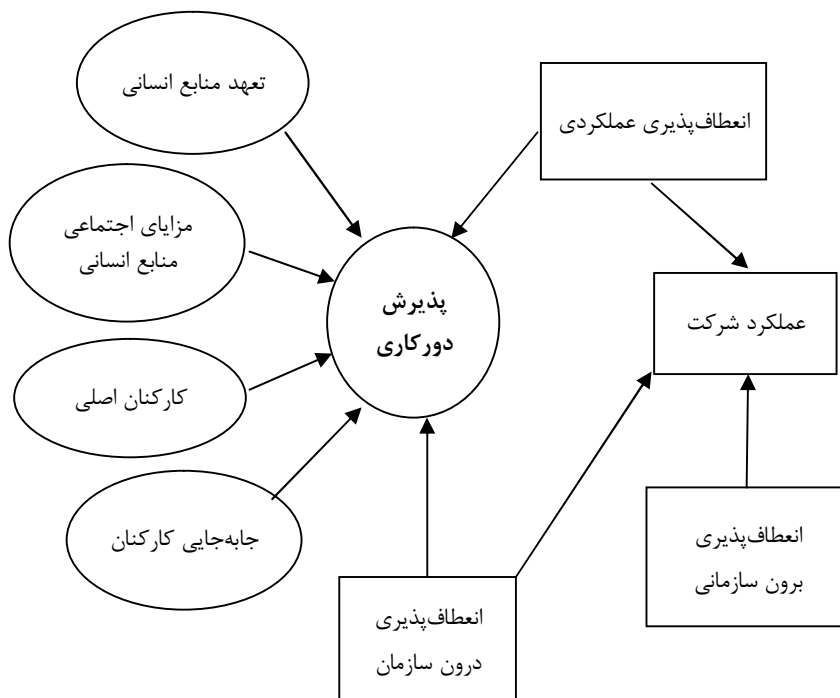 تعهد منابع انسانی
انعطاف‌پذیری عملکردی
مزایای اجتماعی
منابع انسانی
پذیرش
دورکاری
عملکرد شرکت
کارکنان اصلی
جابه‌جایی کارکنان
انعطاف‌پذیری
برون سازمانی
انعطاف‌پذیری
درون سازمان